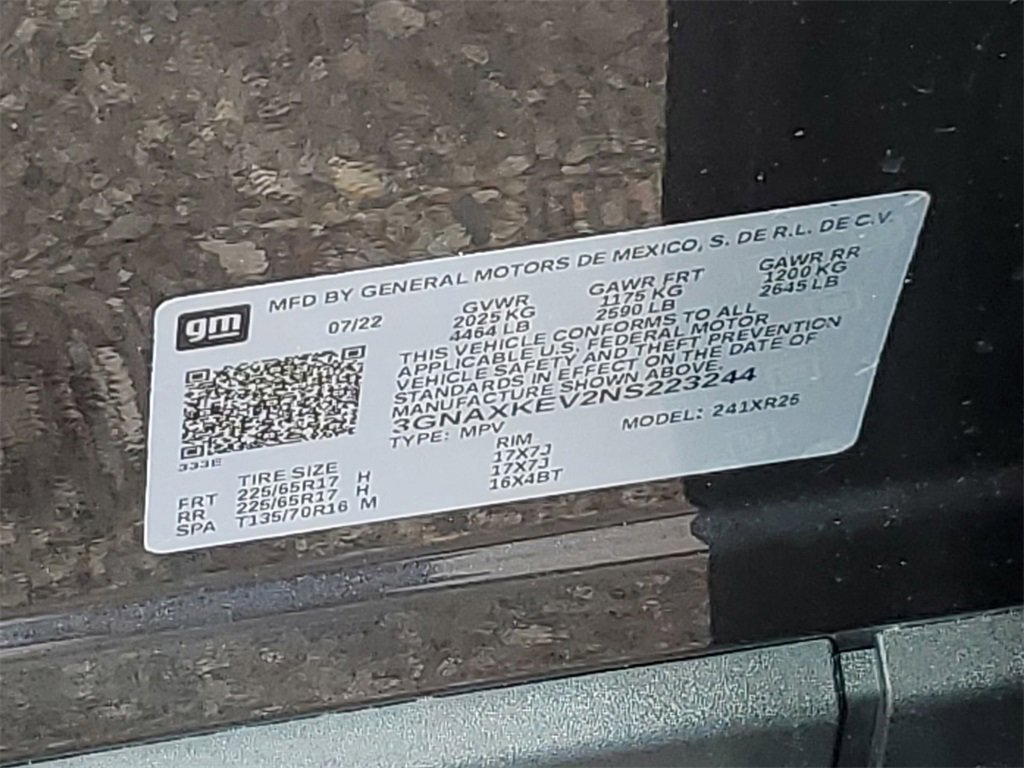 gm
MFD BY GENERAL MOTORS DE MEXICO, S. DE R.L. DE C.V.
07/22
GVWR
2025 KG
4464 LB
GAWR FRT
1175 KG
2590 LB
GAWR RR
1200 KG
2645 LB
THIS VEHICLE CONFORMS TO ALL
APPLICABLE U.S. FEDERAL MOTOR
VEHICLE SAFETY, AND THEFT PREVENTION
STANDARDS IN EFFECT ON THE DATE OF
MANUFACTURE SHOWN ABOVE.
3GNAXKEV2NS223244
TYPE: MPV
MODEL: 241XR26
333E
TIRE SIZE RIM
FRT 225/65R17 H 17X7J
RR 225/65R17 H 17X7J
SPA T135/70R16 M 16X4BT